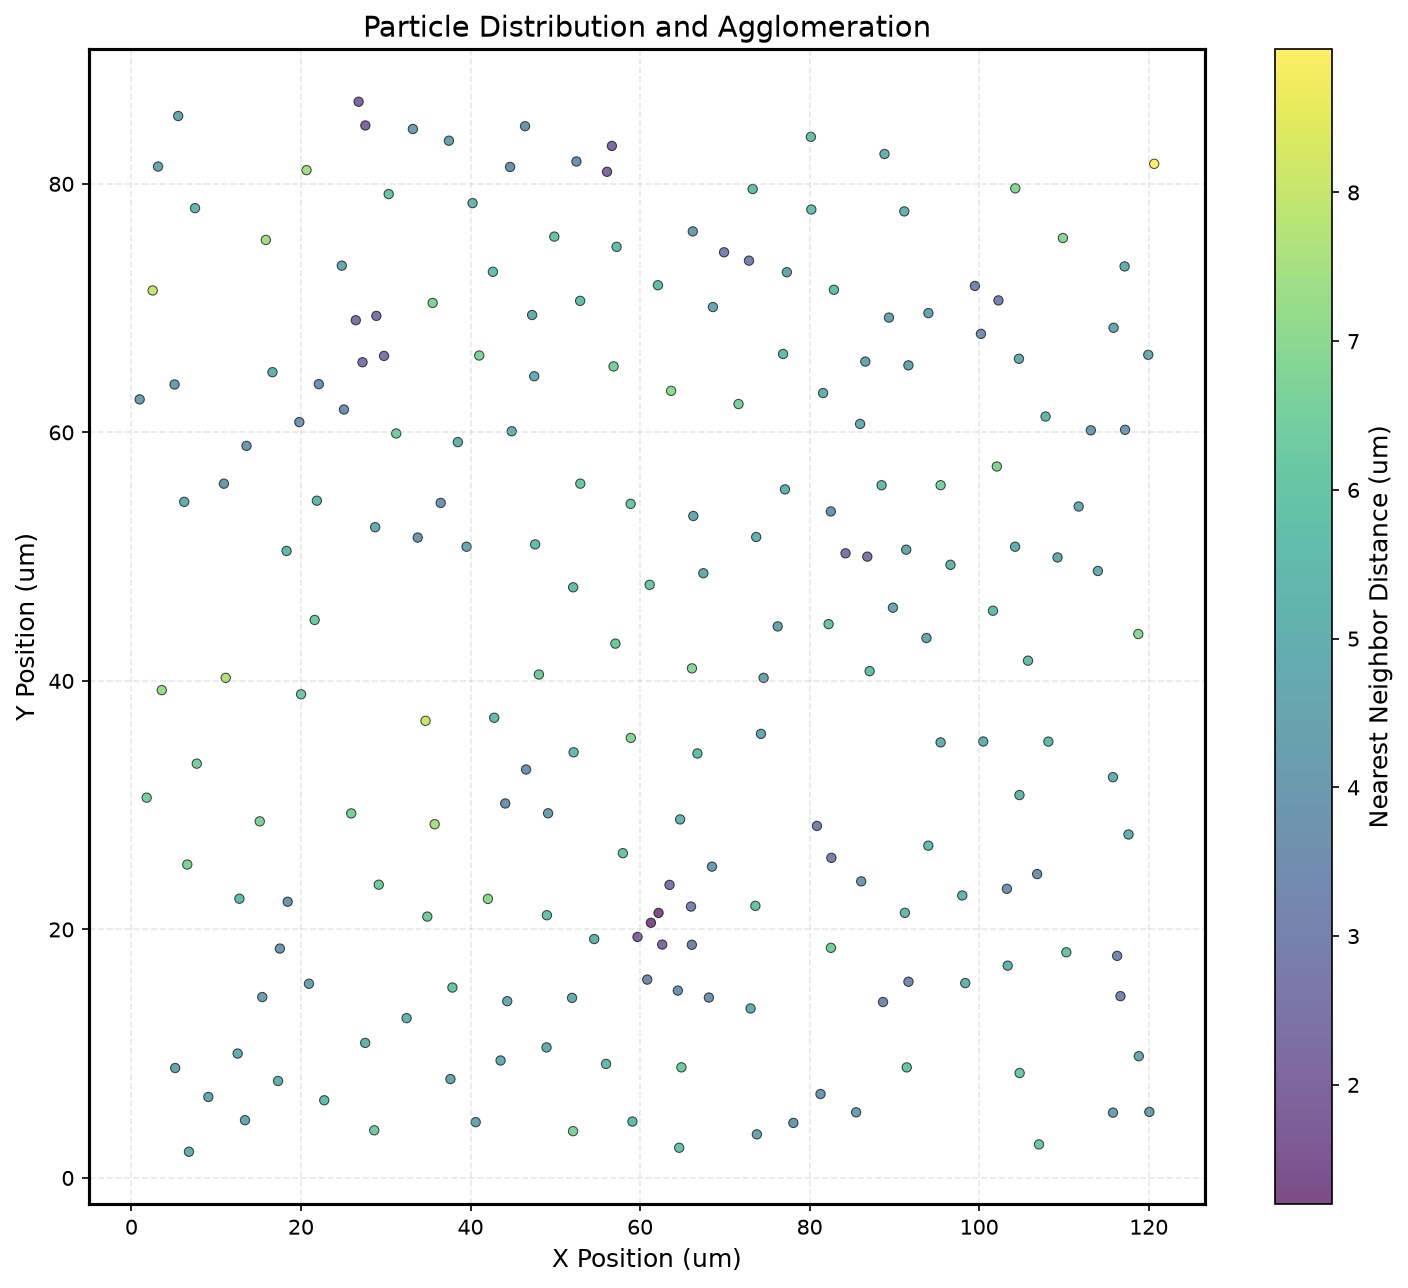 Particle Distribution and Agglomeration
Y Position (um)
80
60
40
20
0
0 20 40 60 80 100 120
X Position (um)
8
7
6
5
4
3
2
Nearest Neighbor Distance (um)